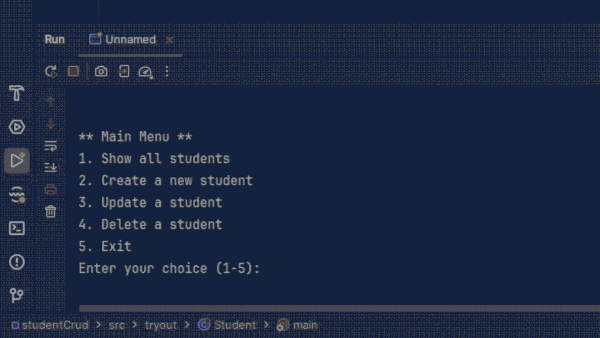 Run Unnamed
** Main Menu **
1. Show all students
2. Create a new student
3. Update a student
4. Delete a student
5. Exit
Enter your choice (1-5):
studentCrud > src > tryout > Student > main